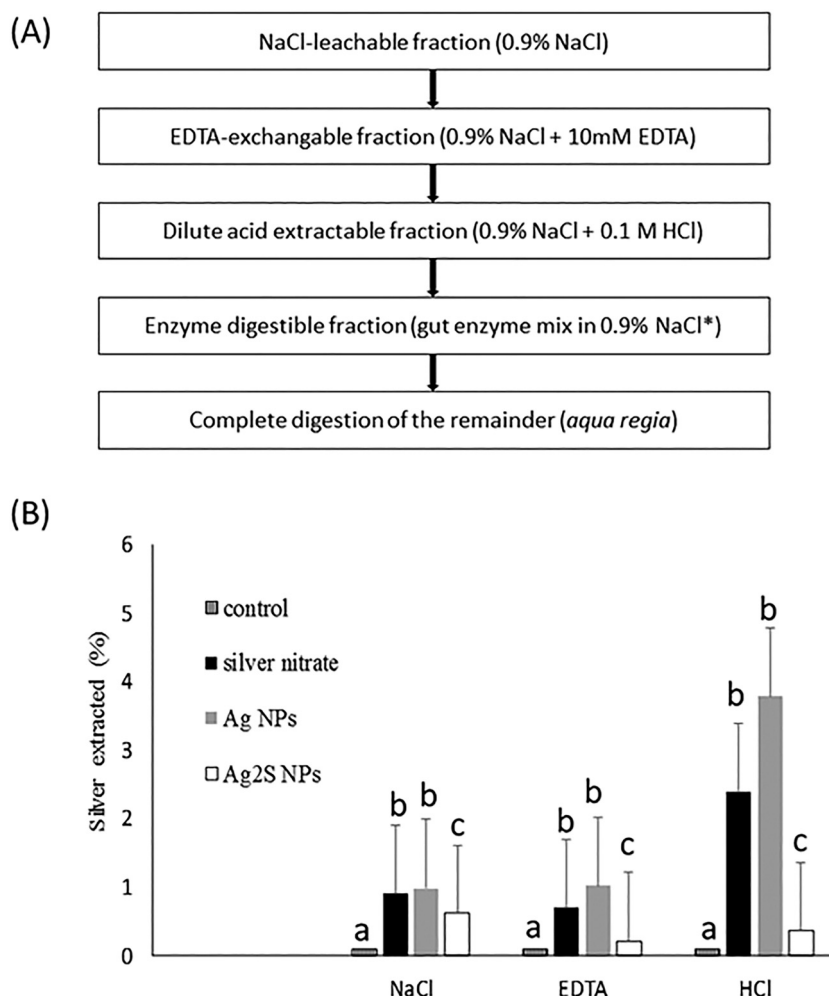 (A)
NaCl-leachable fraction (0.9% NaCl)
EDTA-exchangable fraction (0.9% NaCl + 10mM EDTA)
Dilute acid extractable fraction (0.9% NaCl + 0.1 M HCl)
Enzyme digestible fraction (gut enzyme mix in 0.9% NaCl*)
Complete digestion of the remainder (aqua regia)
(B)
Silver extracted (%)
6
5
4
3
2
1
0
control
silver nitrate
Ag NPs
Ag2S NPs
a b b c
a b b c
a b b c
NaCl EDTA HCl